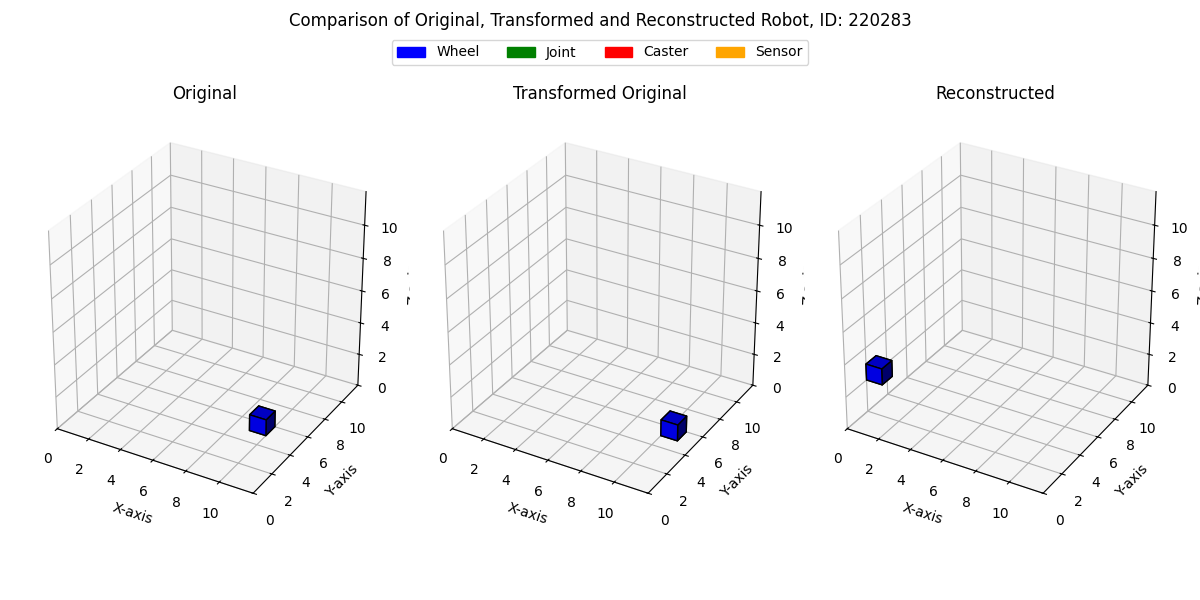 Comparison of Original, Transformed and Reconstructed Robot, ID: 220283
Wheel Joint Caster Sensor
Original Transformed Original Reconstructed
10 10 10
8 8 8
6 6 6
4 4 4
2 2 2
0 0 0
0 2 4 6 8 10 0 2 4 6 8 10 0 2 4 6 8 10
X-axis X-axis X-axis
0 2 4 6 8 10 0 2 4 6 8 10 0 2 4 6 8 10
Y-axis Y-axis Y-axis